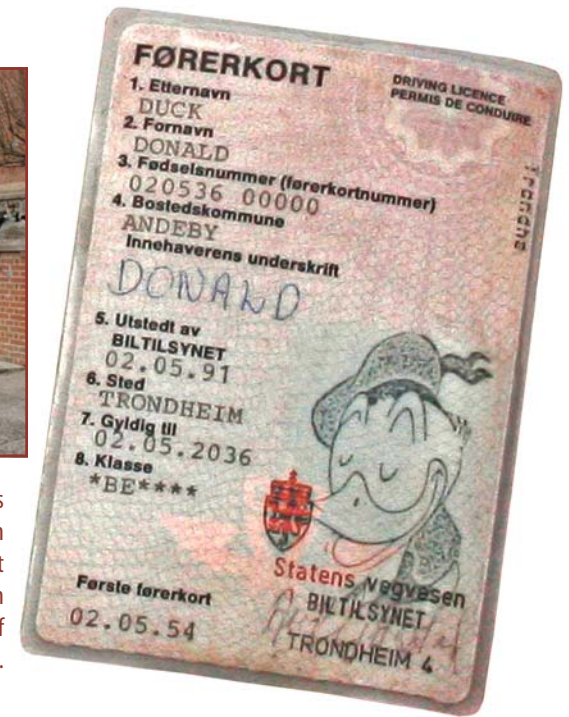 FØRERKORT
DRIVING LICENCE
PERMIS DE CONDUIRE
1. Etternavn
DUCK
2. Fornavn
DONALD
3. Fødselsnummer (førerkortnummer)
020536 00000
4. Bostedskommune
ANDEBY
Innehaverens underskrift
DONALD
5. Utstedt av
BILTILSYNET
02.05.91
6. Sted
TRONDHEIM
7. Gyldig til
02.05.2036
8. Klasse
*BE****
Første førerkort
02.05.54
Statens vegvesen
BILTILSYNET
TRONDHEIM 4
s
n
t
n
f
.